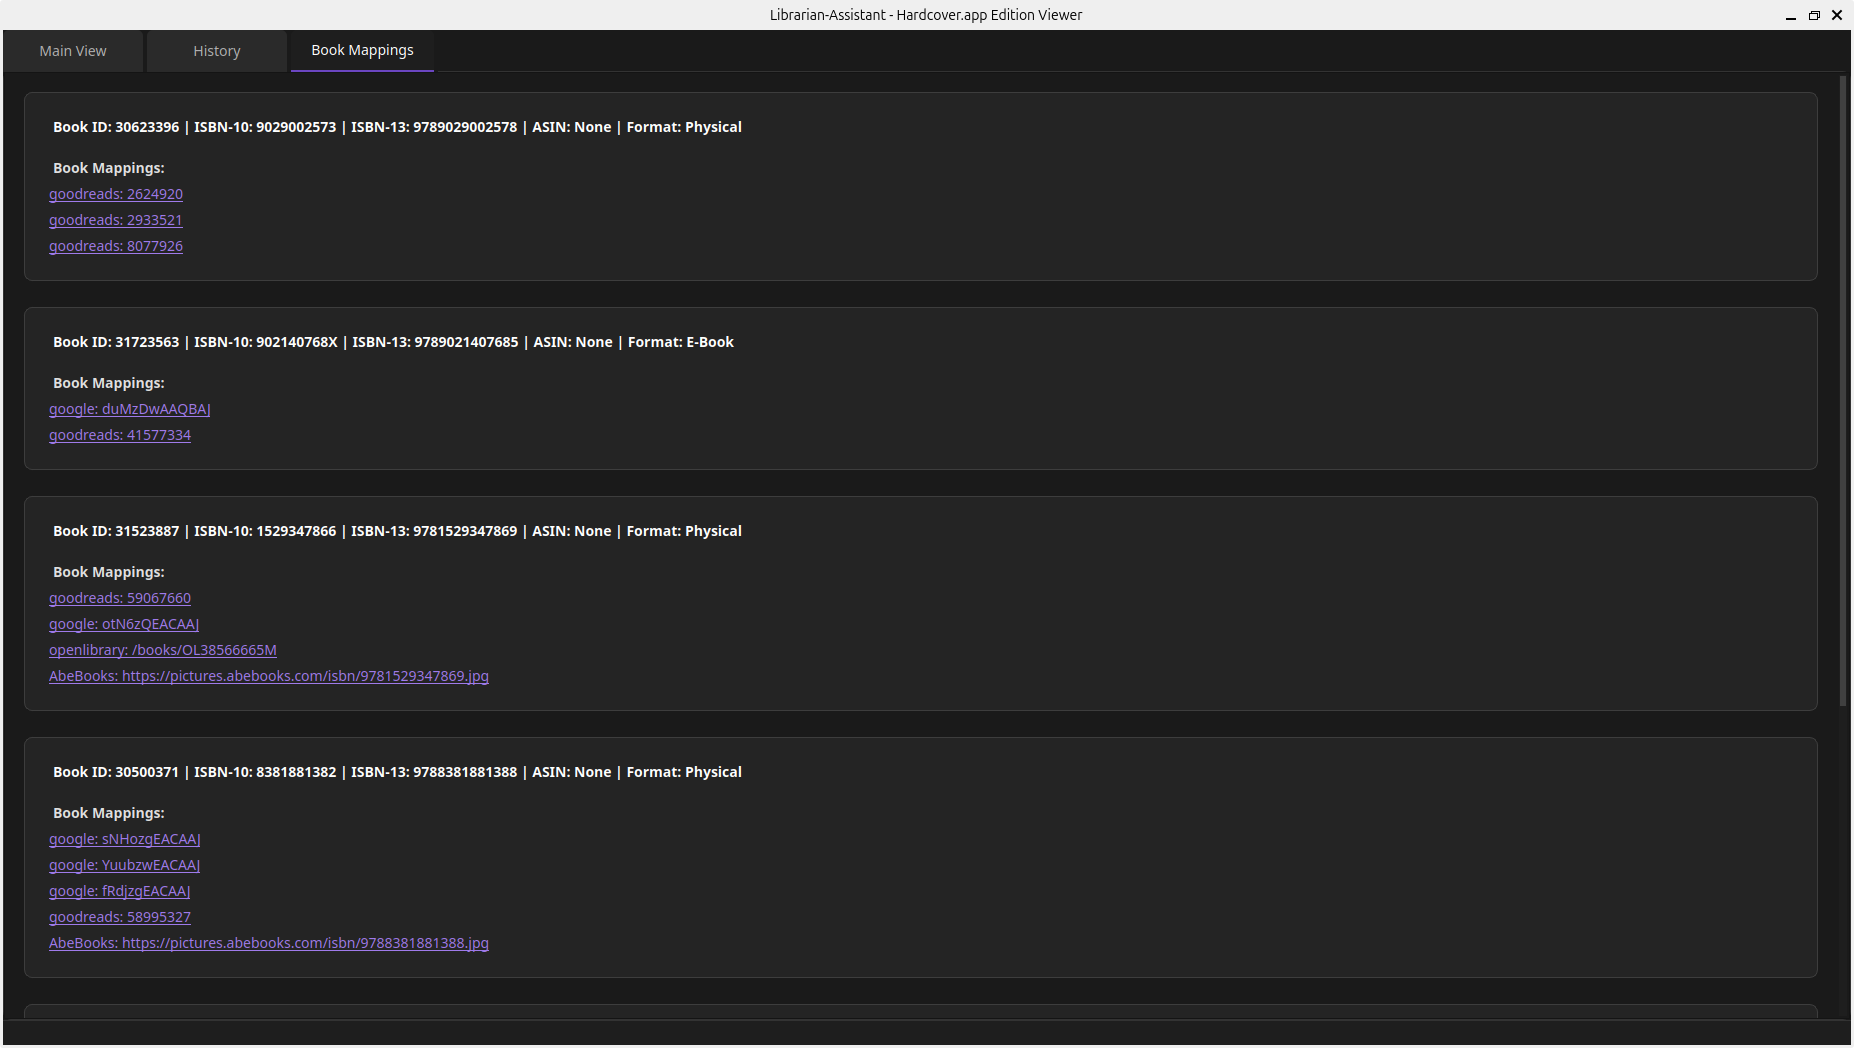 Librarian-Assistant - Hardcover.app Edition Viewer
Main View
History
Book Mappings
Book ID: 30623396 | ISBN-10: 9029002573 | ISBN-13: 9789029002578 | ASIN: None | Format: Physical
Book Mappings:
goodreads: 2624920
goodreads: 2933521
goodreads: 8077926
Book ID: 31723563 | ISBN-10: 902140768X | ISBN-13: 9789021407685 | ASIN: None | Format: E-Book
Book Mappings:
google: duMzDwAAQBAJ
goodreads: 41577334
Book ID: 31523887 | ISBN-10: 1529347866 | ISBN-13: 9781529347869 | ASIN: None | Format: Physical
Book Mappings:
goodreads: 59067660
google: otN6zQEACAAJ
openlibrary: /books/OL38566665M
AbeBooks: https://pictures.abebooks.com/isbn/9781529347869.jpg
Book ID: 30500371 | ISBN-10: 8381881382 | ISBN-13: 9788381881388 | ASIN: None | Format: Physical
Book Mappings:
google: sNHozgEACAAJ
google: YuubzwEACAAJ
google: fRdjzgEACAAJ
goodreads: 58995327
AbeBooks: https://pictures.abebooks.com/isbn/9788381881388.jpg